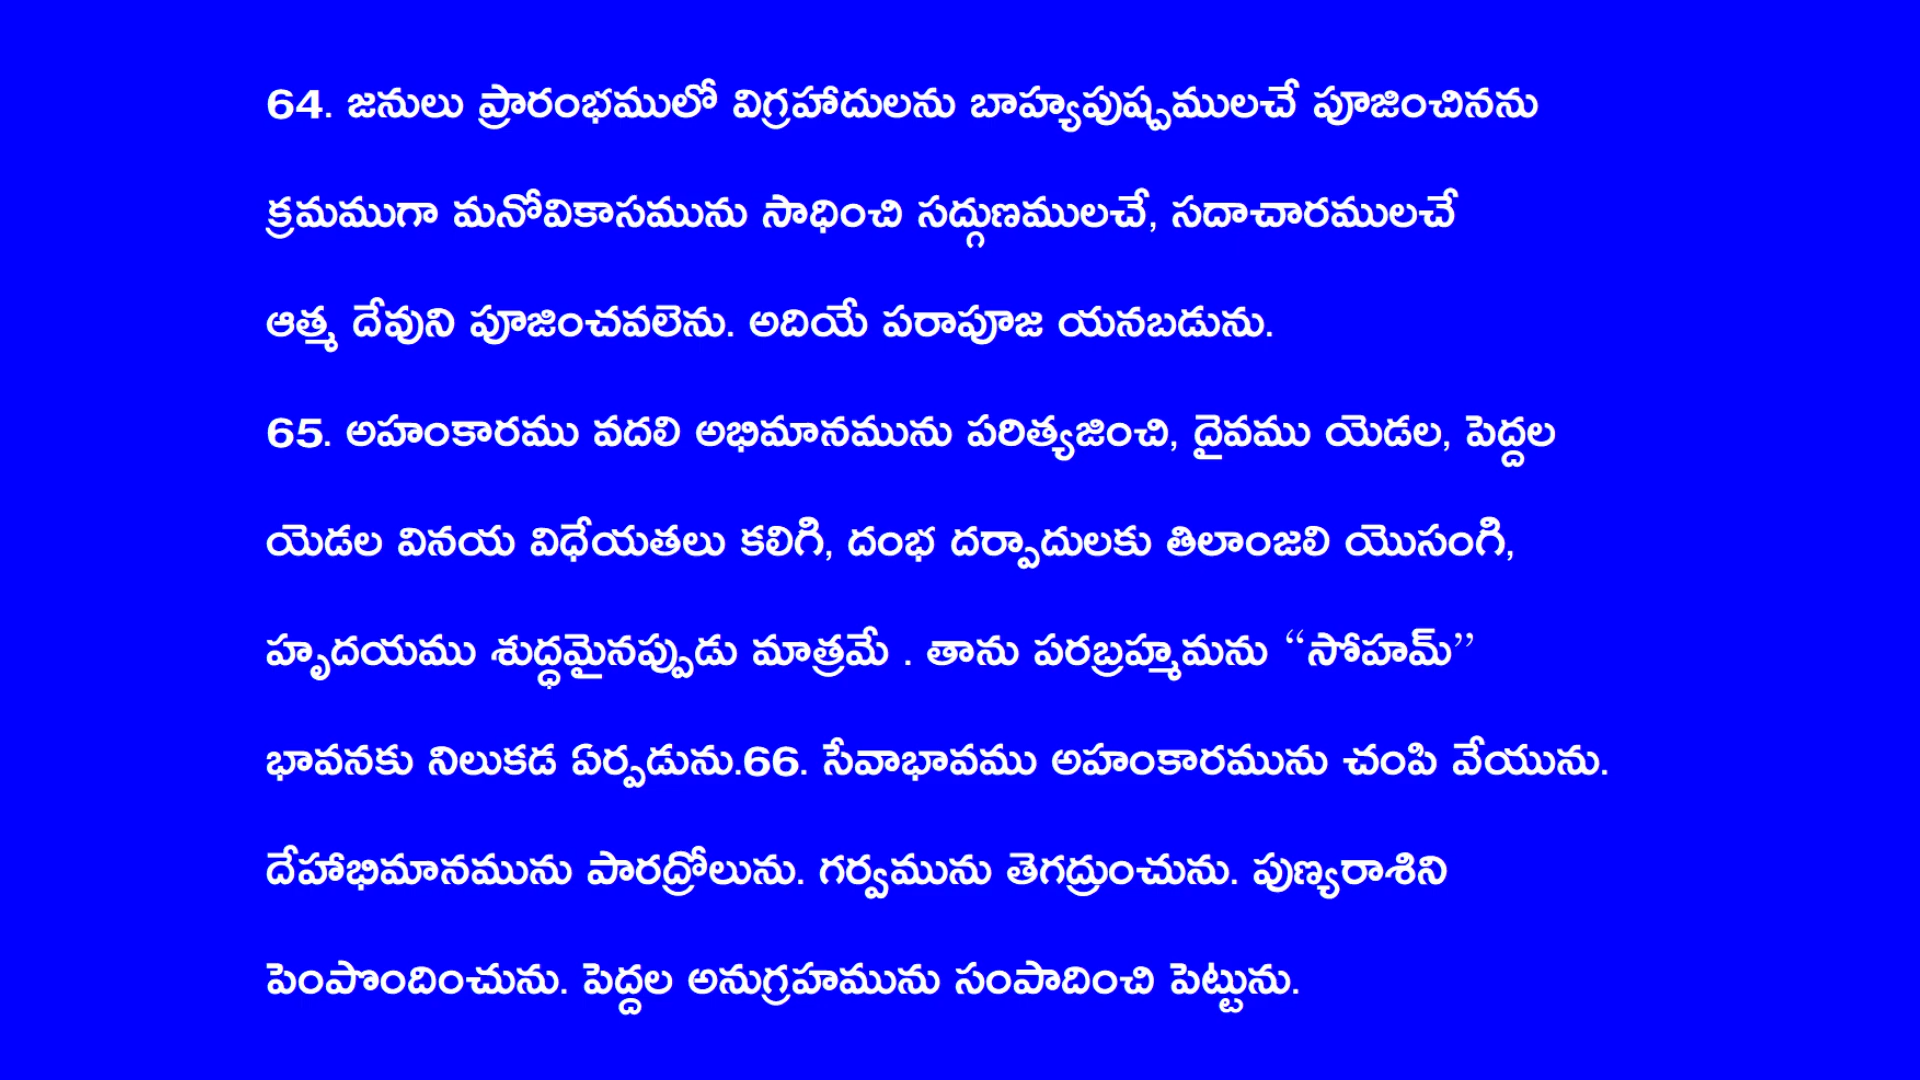 64. జనులు ప్రారంభములో విగ్రహాదులను బాహ్యపుష్పములచే పూజించినను
క్రమముగా మనోవికాసమును సాధించి సద్గుణములచే, సదాచారములచే
ఆత్మ దేవుని పూజించవలెను. అదియే పరాపూజ యనబడును.
65. అహంకారము వదలి అభిమానమును పరిత్యజించి, దైవము యెడల, పెద్దల
యెడల వినయ విధేయతలు కలిగి, దంభ దర్పాదులకు తిలాంజలి యొసంగి,
హృదయము శుద్ధమైనప్పుడు మాత్రమే . తాను పరబ్రహ్మమను “సోహమ్”
భావనకు నిలుకడ ఏర్పడును.66. సేవాభావము అహంకారమును చంపి వేయును.
దేహాభిమానమును పారద్రోలును. గర్వమును తెగద్రుంచును. పుణ్యరాశిని
పెంపొందించును. పెద్దల అనుగ్రహమును సంపాదించి పెట్టును.